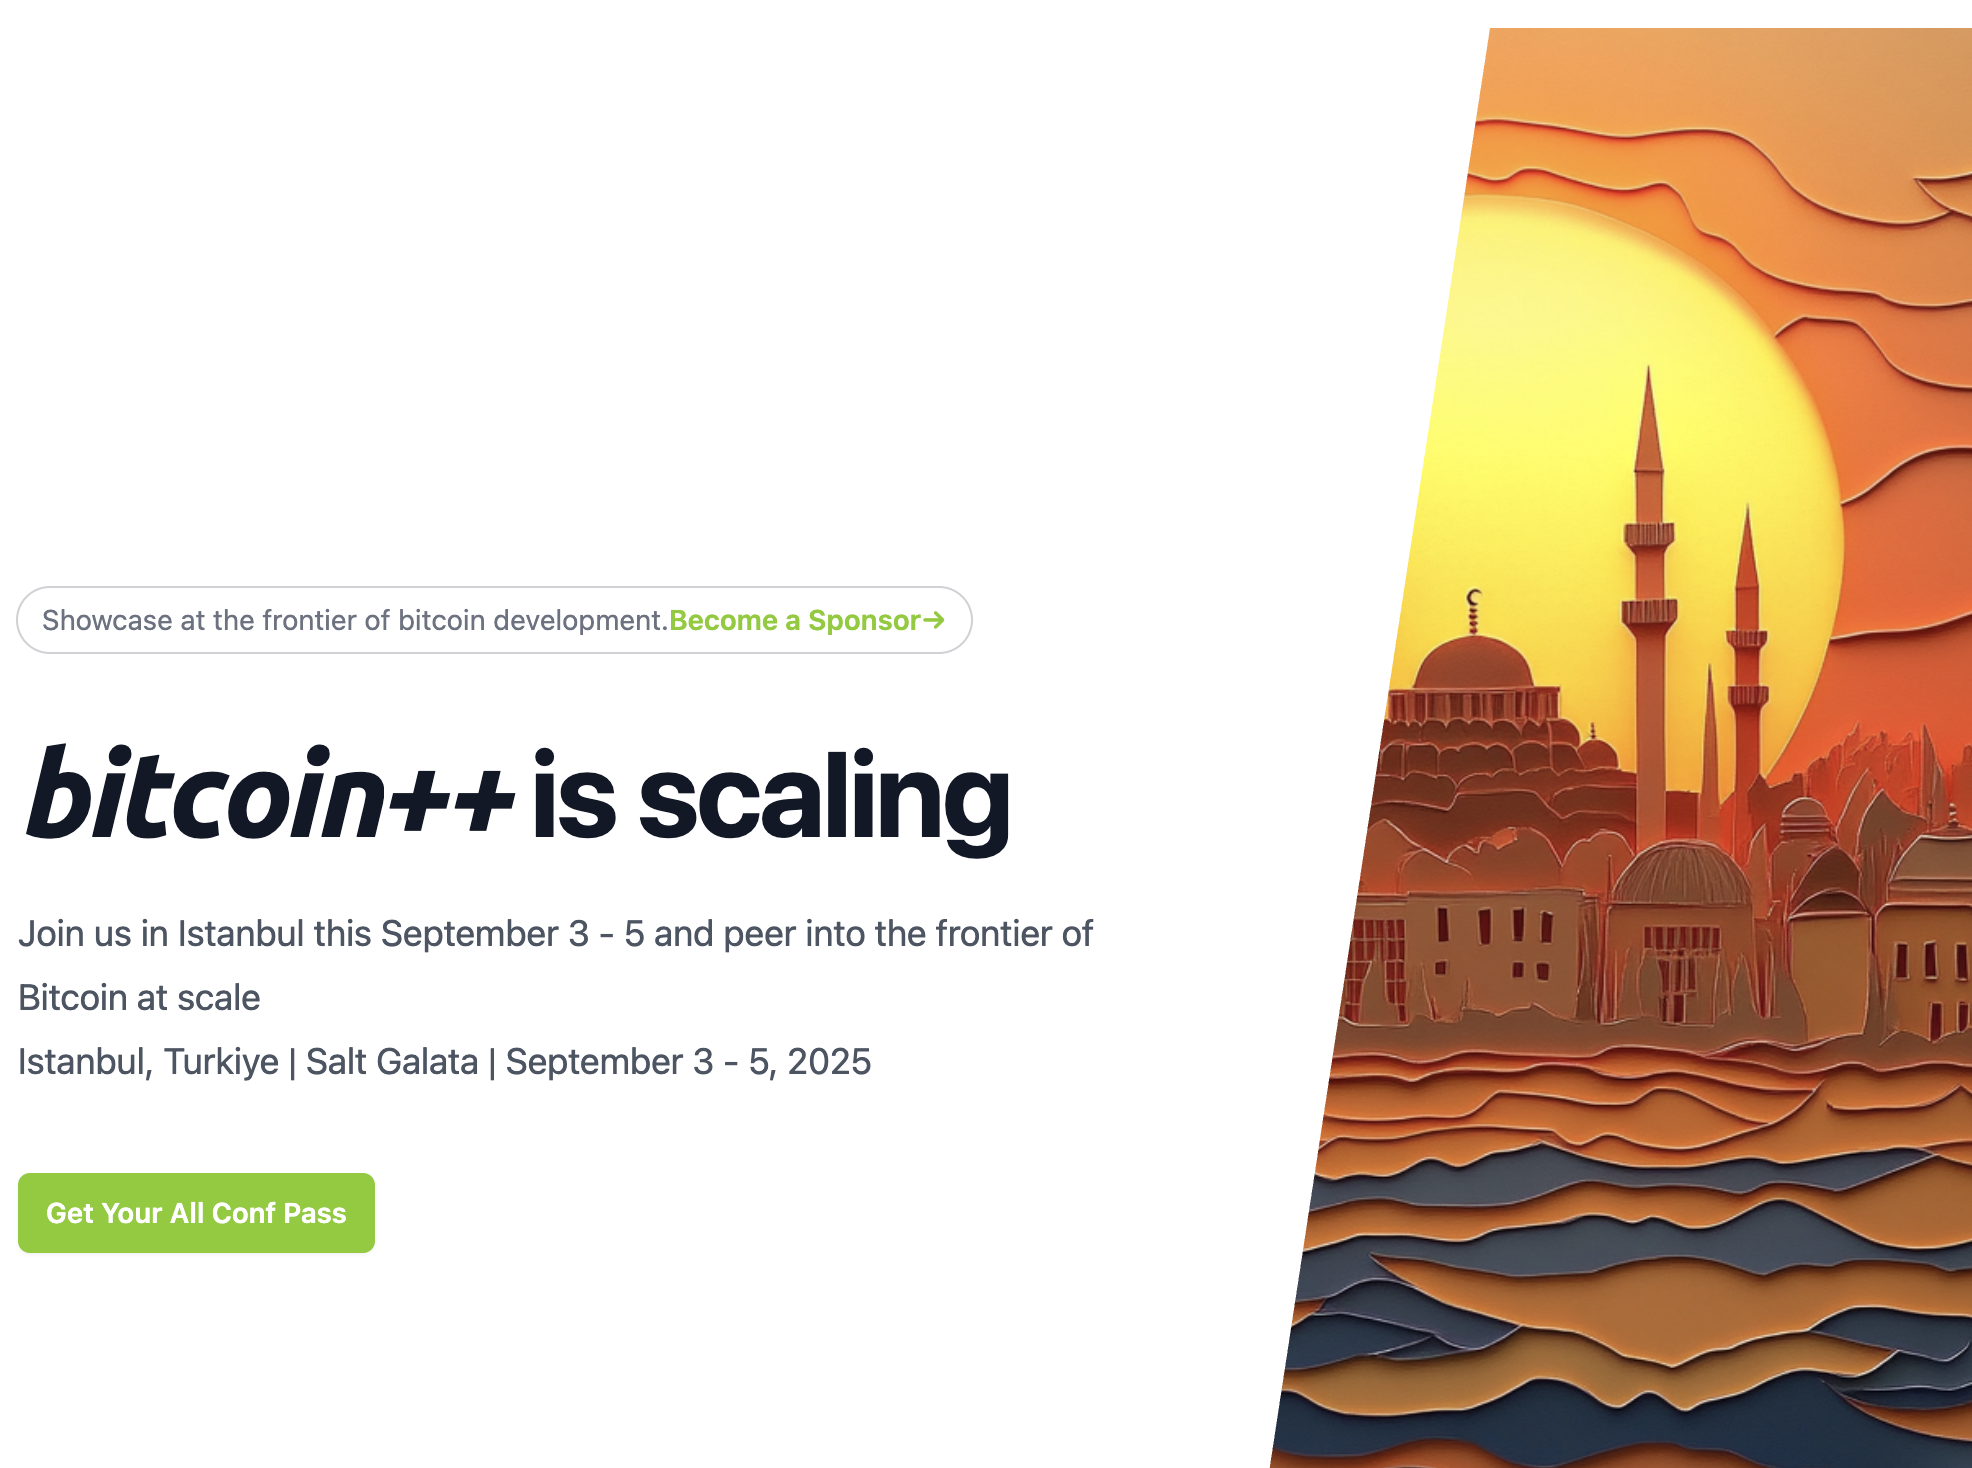 Showcase at the frontier of bitcoin development.Become a Sponsor→
bitcoin++ is scaling
Join us in Istanbul this September 3 - 5 and peer into the frontier of
Bitcoin at scale
Istanbul, Turkiye | Salt Galata | September 3 - 5, 2025
Get Your All Conf Pass